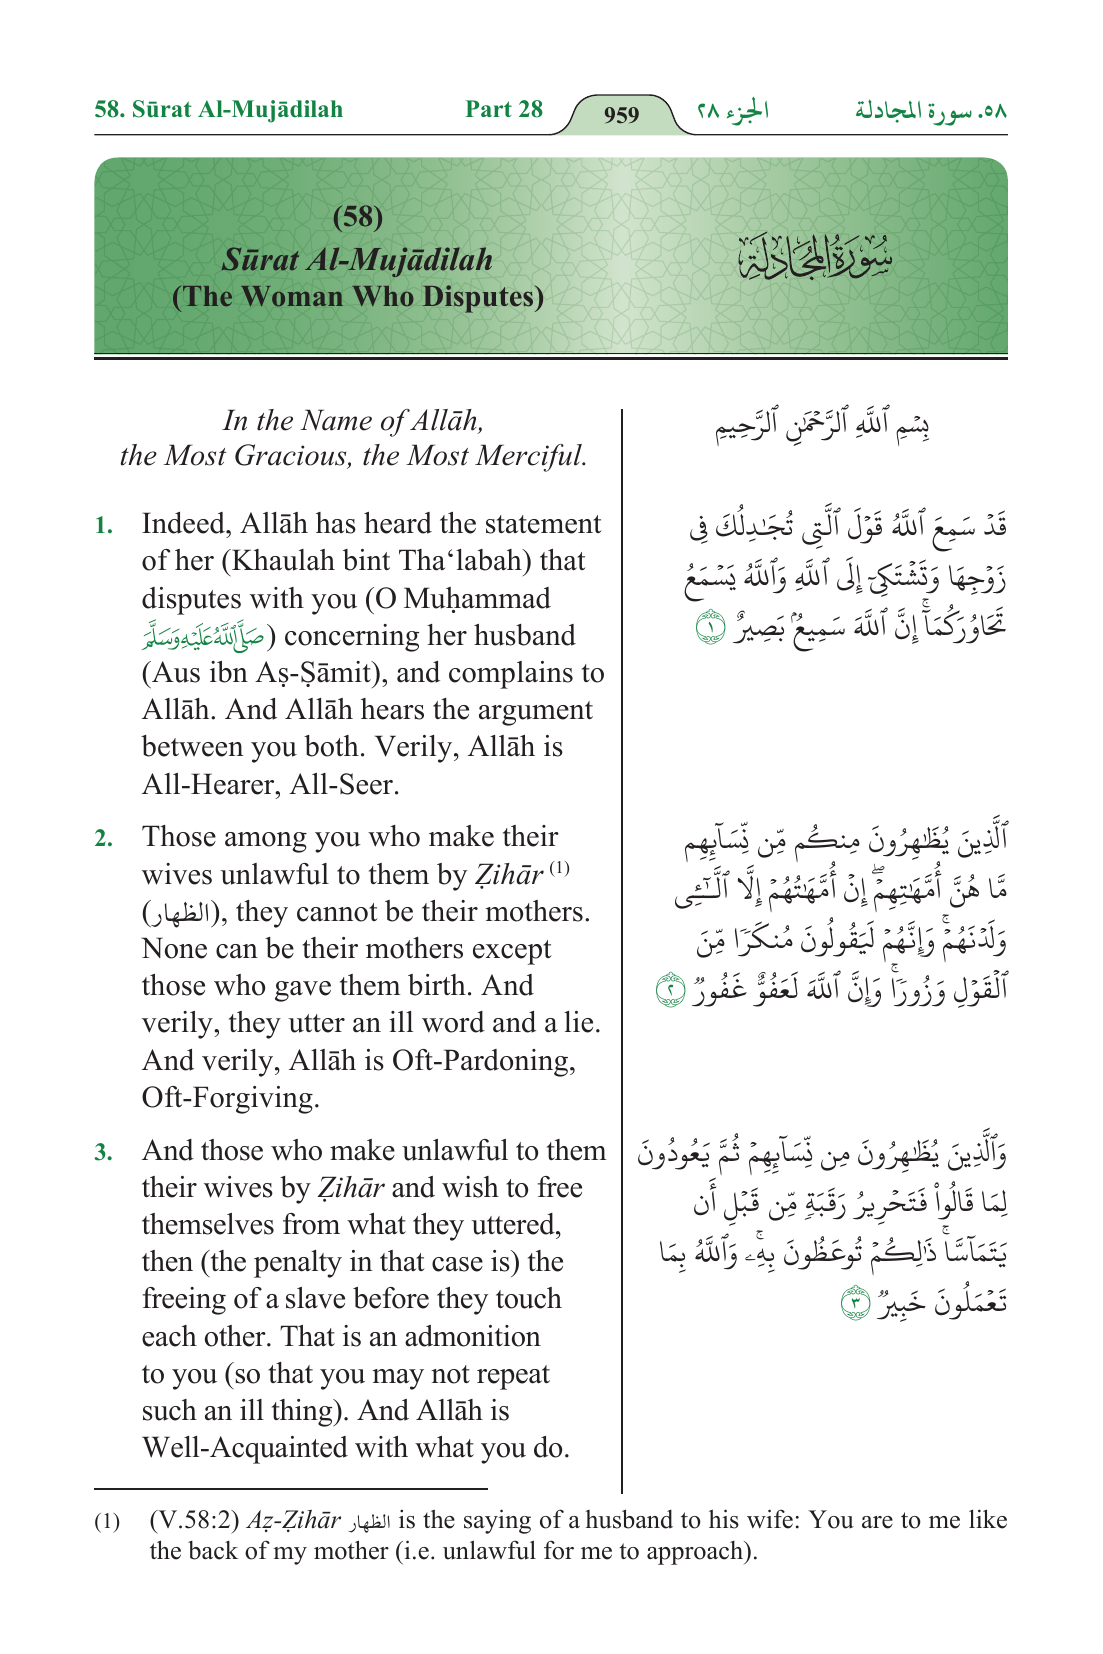 58. Sūrat Al-Mujādilah Part 28 959 الجزء ٢٨ ٥٨. سورة المجادلة
(58)
Sūrat Al-Mujādilah
(The Woman Who Disputes)
سُورَةُ المُجَادلَةِ
In the Name of Allāh,
the Most Gracious, the Most Merciful.
1. Indeed, Allāh has heard the statement
of her (Khaulah bint Tha‘labah) that
disputes with you (O Muḥammad
صَلَّى اللَّهُ عَلَيْهِ وَسَلَّمَ) concerning her husband
(Aus ibn Aṣ-Ṣāmit), and complains to
Allāh. And Allāh hears the argument
between you both. Verily, Allāh is
All-Hearer, All-Seer.
2. Those among you who make their
wives unlawful to them by Ẓihār (1)
(الظهار), they cannot be their mothers.
None can be their mothers except
those who gave them birth. And
verily, they utter an ill word and a lie.
And verily, Allāh is Oft-Pardoning,
Oft-Forgiving.
3. And those who make unlawful to them
their wives by Ẓihār and wish to free
themselves from what they uttered,
then (the penalty in that case is) the
freeing of a slave before they touch
each other. That is an admonition
to you (so that you may not repeat
such an ill thing). And Allāh is
Well-Acquainted with what you do.
بِسۡمِ ٱللَّهِ ٱلرَّحۡمَٰنِ ٱلرَّحِيمِ
قَدۡ سَمِعَ ٱللَّهُ قَوۡلَ ٱلَّتِي تُجَٰدِلُكَ فِي
زَوۡجِهَا وَتَشۡتَكِيٓ إِلَى ٱللَّهِ وَٱللَّهُ يَسۡمَعُ
تَحَاوُرَكُمَآۚ إِنَّ ٱللَّهَ سَمِيعُۢ بَصِيرٌ ١
ٱلَّذِينَ يُظَٰهِرُونَ مِنكُم مِّن نِّسَآئِهِم
مَّا هُنَّ أُمَّهَٰتِهِمۡۖ إِنۡ أُمَّهَٰتُهُمۡ إِلَّا ٱلَّٰٓـِٔي
وَلَدۡنَهُمۡۚ وَإِنَّهُمۡ لَيَقُولُونَ مُنكَرٗا مِّنَ
ٱلۡقَوۡلِ وَزُورٗاۚ وَإِنَّ ٱللَّهَ لَعَفُوٌّ غَفُورٞ ٢
وَٱلَّذِينَ يُظَٰهِرُونَ مِن نِّسَآئِهِمۡ ثُمَّ يَعُودُونَ
لِمَا قَالُواْ فَتَحۡرِيرُ رَقَبَةٖ مِّن قَبۡلِ أَن
يَتَمَآسَّاۚ ذَٰلِكُمۡ تُوعَظُونَ بِهِۦۚ وَٱللَّهُ بِمَا
تَعۡمَلُونَ خَبِيرٞ ٣
(1) (V.58:2) Aẓ-Ẓihār الظهار is the saying of a husband to his wife: You are to me like
the back of my mother (i.e. unlawful for me to approach).